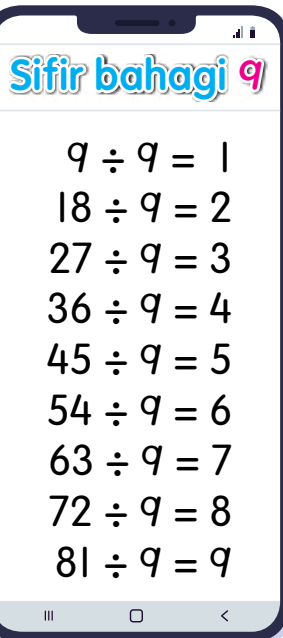 Sifir bahagi 9
9 ÷ 9 = 1
18 ÷ 9 = 2
27 ÷ 9 = 3
36 ÷ 9 = 4
45 ÷ 9 = 5
54 ÷ 9 = 6
63 ÷ 9 = 7
72 ÷ 9 = 8
81 ÷ 9 = 9